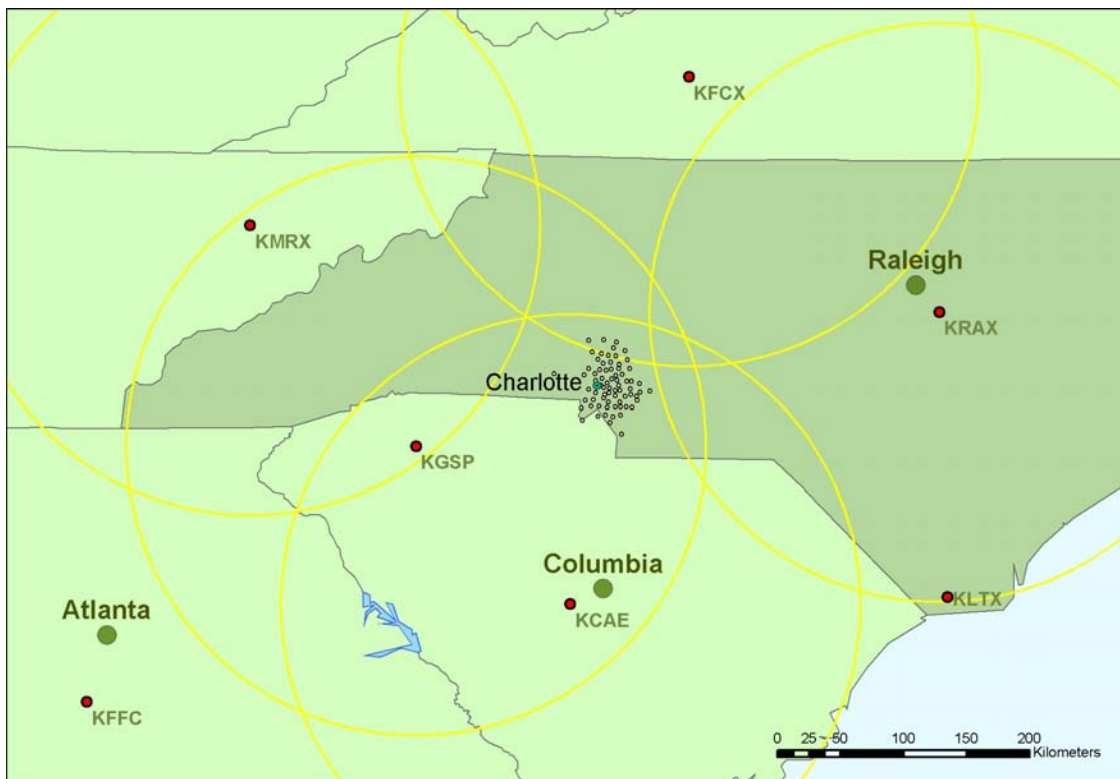 KFCX
KMRX
Raleigh
KRAX
Charlotte
KGSP
Columbia
KCAE
KLTX
Atlanta
KFFC
0 25 50 100 150 200
Kilometers